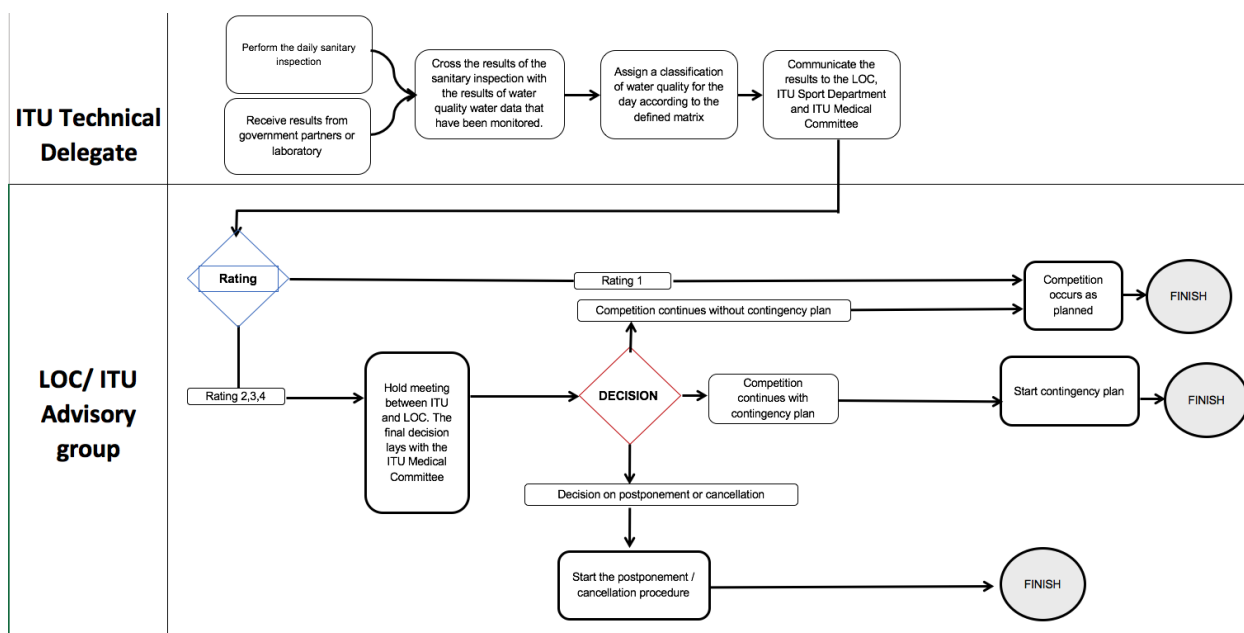 ITU Technical
Delegate
Perform the daily sanitary
inspection
Receive results from
government partners or
laboratory
Cross the results of the
sanitary inspection with
the results of water
quality water data that
have been monitored.
Assign a classification
of water quality for the
day according to the
defined matrix
Communicate the
results to the LOC,
ITU Sport Department
and ITU Medical
Committee
LOC/ ITU
Advisory
group
Rating
Rating 1
Competition
occurs as
planned
FINISH
Competition continues without contingency plan
Rating 2,3,4
Hold meeting
between ITU
and LOC. The
final decision
lays with the
ITU Medical
Committee
DECISION
Competition
continues with
contingency plan
Start contingency plan
FINISH
Decision on postponement or cancellation
Start the postponement /
cancellation procedure
FINISH